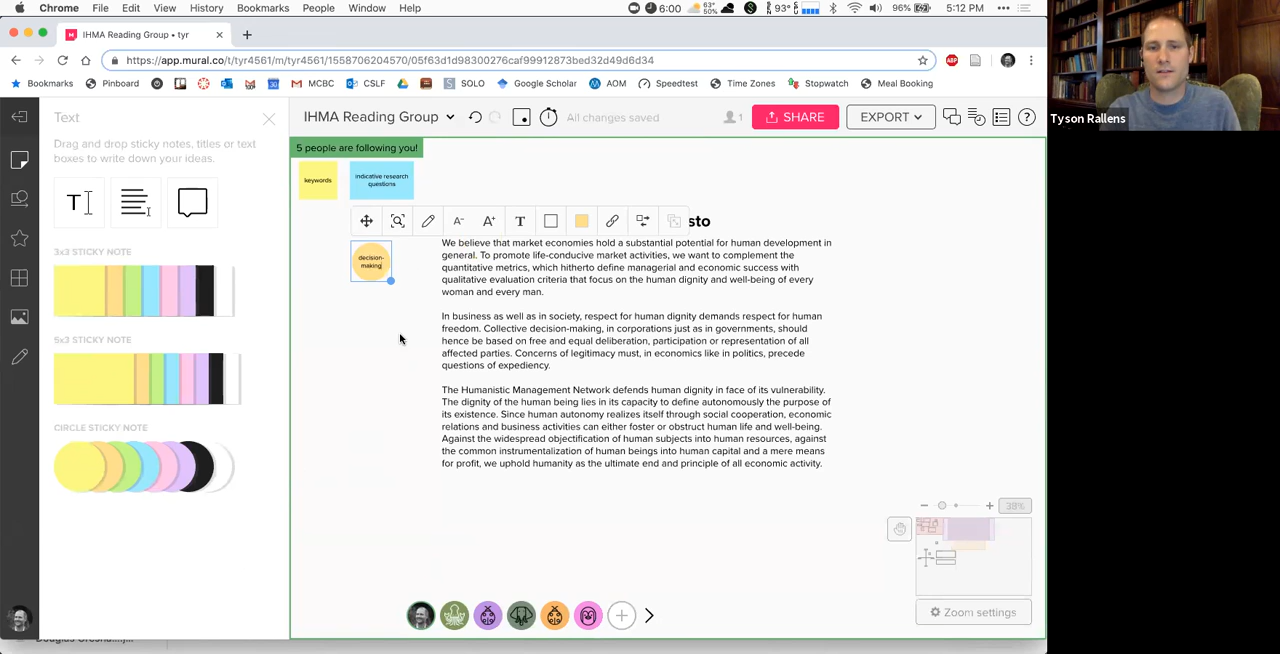 Chrome File Edit View History Bookmarks People Window Help
6:00 63° 50% 93° 96% 5:12 PM
IHMA Reading Group • tyr
https://app.mural.co/t/tyr4561/m/tyr4561/1558706204570/05f63d1d98300276caf99912873bed32d49d6d34
Bookmarks Pinboard MCBC CSLF SOLO Google Scholar AOM Speedtest Time Zones Stopwatch Meal Booking
Tyson Rallens
Text
IHMA Reading Group
All changes saved
1
SHARE
EXPORT
Drag and drop sticky notes, titles or text
boxes to write down your ideas.
5 people are following you!
keywords
indicative research
questions
T
3x3 STICKY NOTE
A- A+ T
sto
decision-
making
We believe that market economies hold a substantial potential for human development in
general. To promote life-conducive market activities, we want to complement the
quantitative metrics, which hitherto define managerial and economic success with
qualitative evaluation criteria that focus on the human dignity and well-being of every
woman and every man.
In business as well as in society, respect for human dignity demands respect for human
freedom. Collective decision-making, in corporations just as in governments, should
hence be based on free and equal deliberation, participation or representation of all
affected parties. Concerns of legitimacy must, in economics like in politics, precede
questions of expediency.
The Humanistic Management Network defends human dignity in face of its vulnerability.
The dignity of the human being lies in its capacity to define autonomously the purpose of
its existence. Since human autonomy realizes itself through social cooperation, economic
relations and business activities can either foster or obstruct human life and well-being.
Against the widespread objectification of human subjects into human resources, against
the common instrumentalization of human beings into human capital and a mere means
for profit, we uphold humanity as the ultimate end and principle of all economic activity.
5x3 STICKY NOTE
CIRCLE STICKY NOTE
38%
Zoom settings